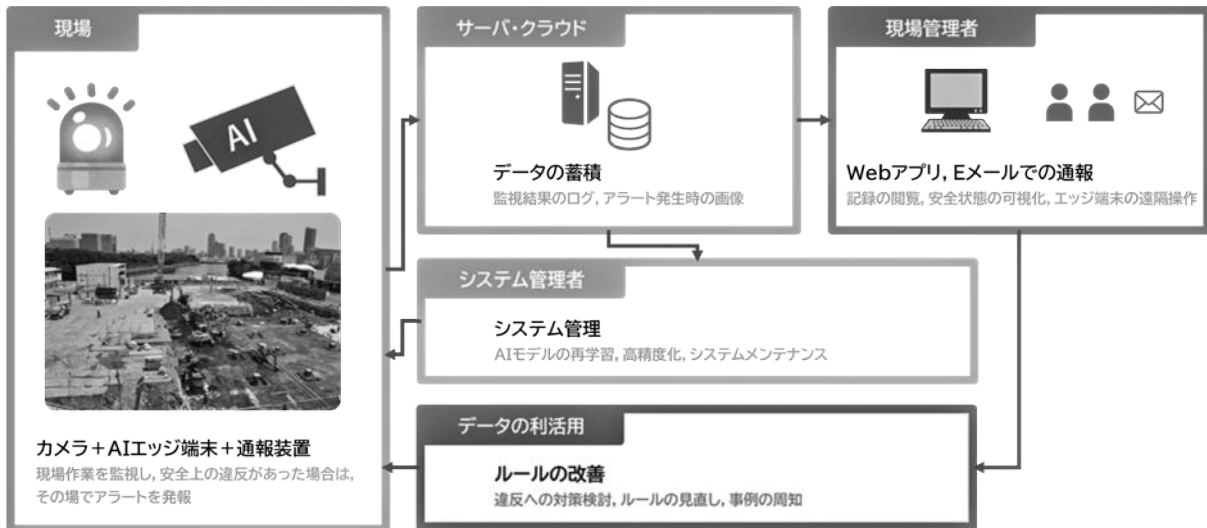 現場
AI
カメラ+AIエッジ端末+通報装置
現場作業を監視し, 安全上の違反があった場合は,
その場でアラートを発報
サーバ・クラウド
データの蓄積
監視結果のログ, アラート発生時の画像
現場管理者
Webアプリ, Eメールでの通報
記録の閲覧, 安全状態の可視化, エッジ端末の遠隔操作
システム管理者
システム管理
AIモデルの再学習, 高精度化, システムメンテナンス
データの利活用
ルールの改善
違反への対策検討, ルールの見直し, 事例の周知